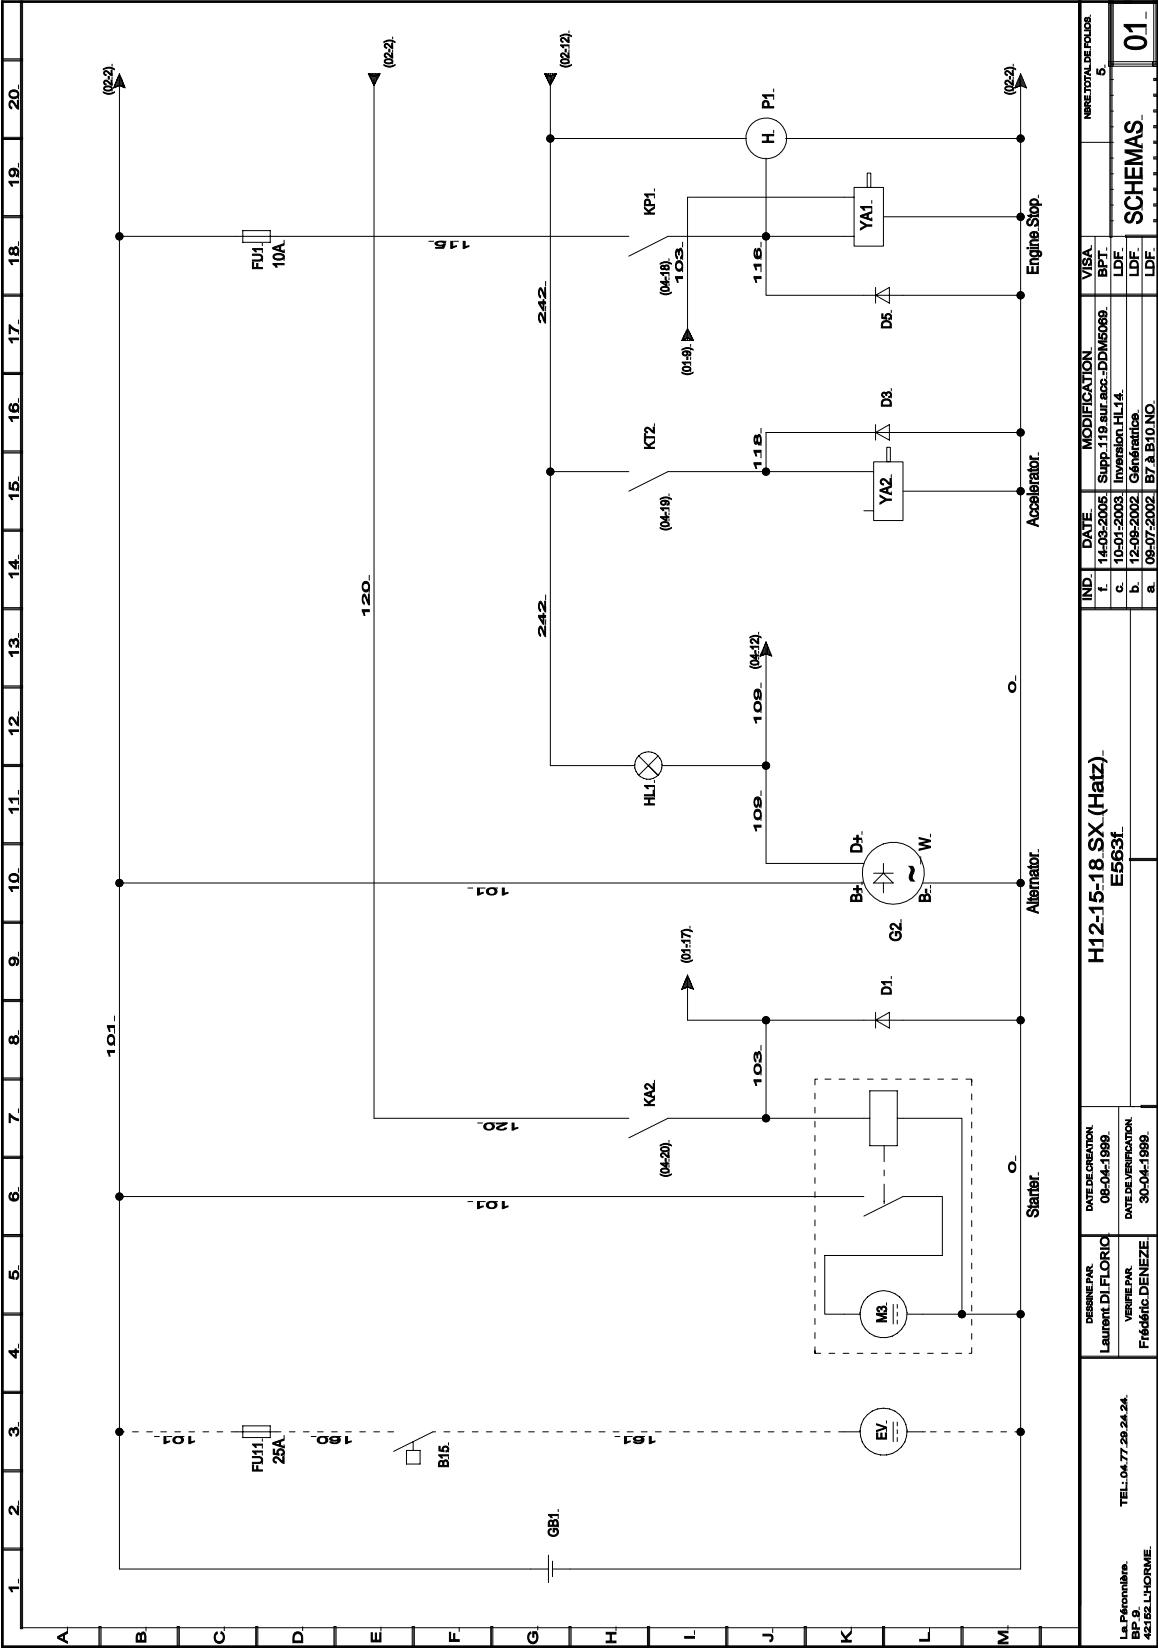 1 2 3 4 5 6 7 8 9 10 11 12 13 14 15 16 17 18 19 20
A
B
C
D
E
F
G
H
I
J
K
L
M
101
(02-2)
120
(02-2)
242
242
(02-12)
GB1
101
FU11
25A
160
B15
161
EV
101
M3
120
KA2
(04-20)
103
D1
(01-17)
101
B+
D+
B-
W
G2
HL1
109
109
(04-12)
KT2
(04-19)
118
D3
YA2
FU1
10A
115
KP1
(04-18)
103
(01-9)
116
D5
YA1
H
P1
0
0
(02-2)
Starter
Alternator
Accelerator
Engine Stop
La Péronnière
BP 9
42152 L'HORME
TEL: 04.77.29.24.24
DESSINE PAR
Laurent DI FLORIO
VERIFIE PAR
Frédéric DENEZE
DATE DE CREATION
08-04-1999
DATE DE VERIFICATION
30-04-1999
H12-15-18 SX (Hatz)
E563f
IND DATE MODIFICATION VISA
f 14-03-2005 Supp 119 sur acc -DDM5069 BPT
c 10-01-2003 Inversion HL14 LDF
b 12-09-2002 Génératrice LDF
a 09-07-2002 B7 à B10 NO LDF
NBRE TOTAL DE FOLIOS
5
SCHEMAS
01